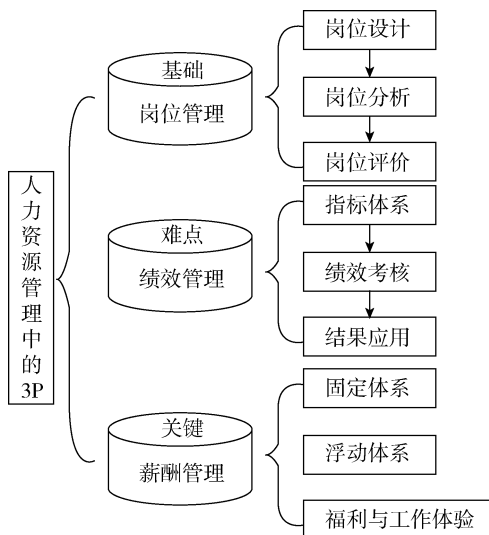 人力资源管理中的3P
基础
岗位管理
岗位设计
岗位分析
岗位评价
难点
绩效管理
指标体系
绩效考核
结果应用
关键
薪酬管理
固定体系
浮动体系
福利与工作体验